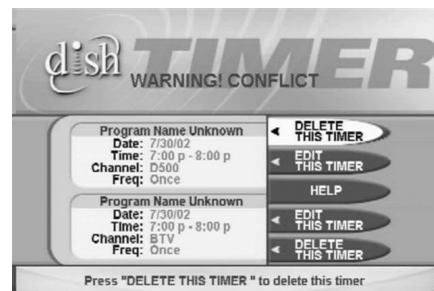 dish TIMER
WARNING! CONFLICT
Program Name Unknown
Date: 7/30/02
Time: 7:00 p - 8:00 p
Channel: D500
Freq: Once
Program Name Unknown
Date: 7/30/02
Time: 7:00 p - 8:00 p
Channel: BTV
Freq: Once
DELETE
THIS TIMER
EDIT
THIS TIMER
HELP
EDIT
THIS TIMER
DELETE
THIS TIMER
Press "DELETE THIS TIMER " to delete this timer